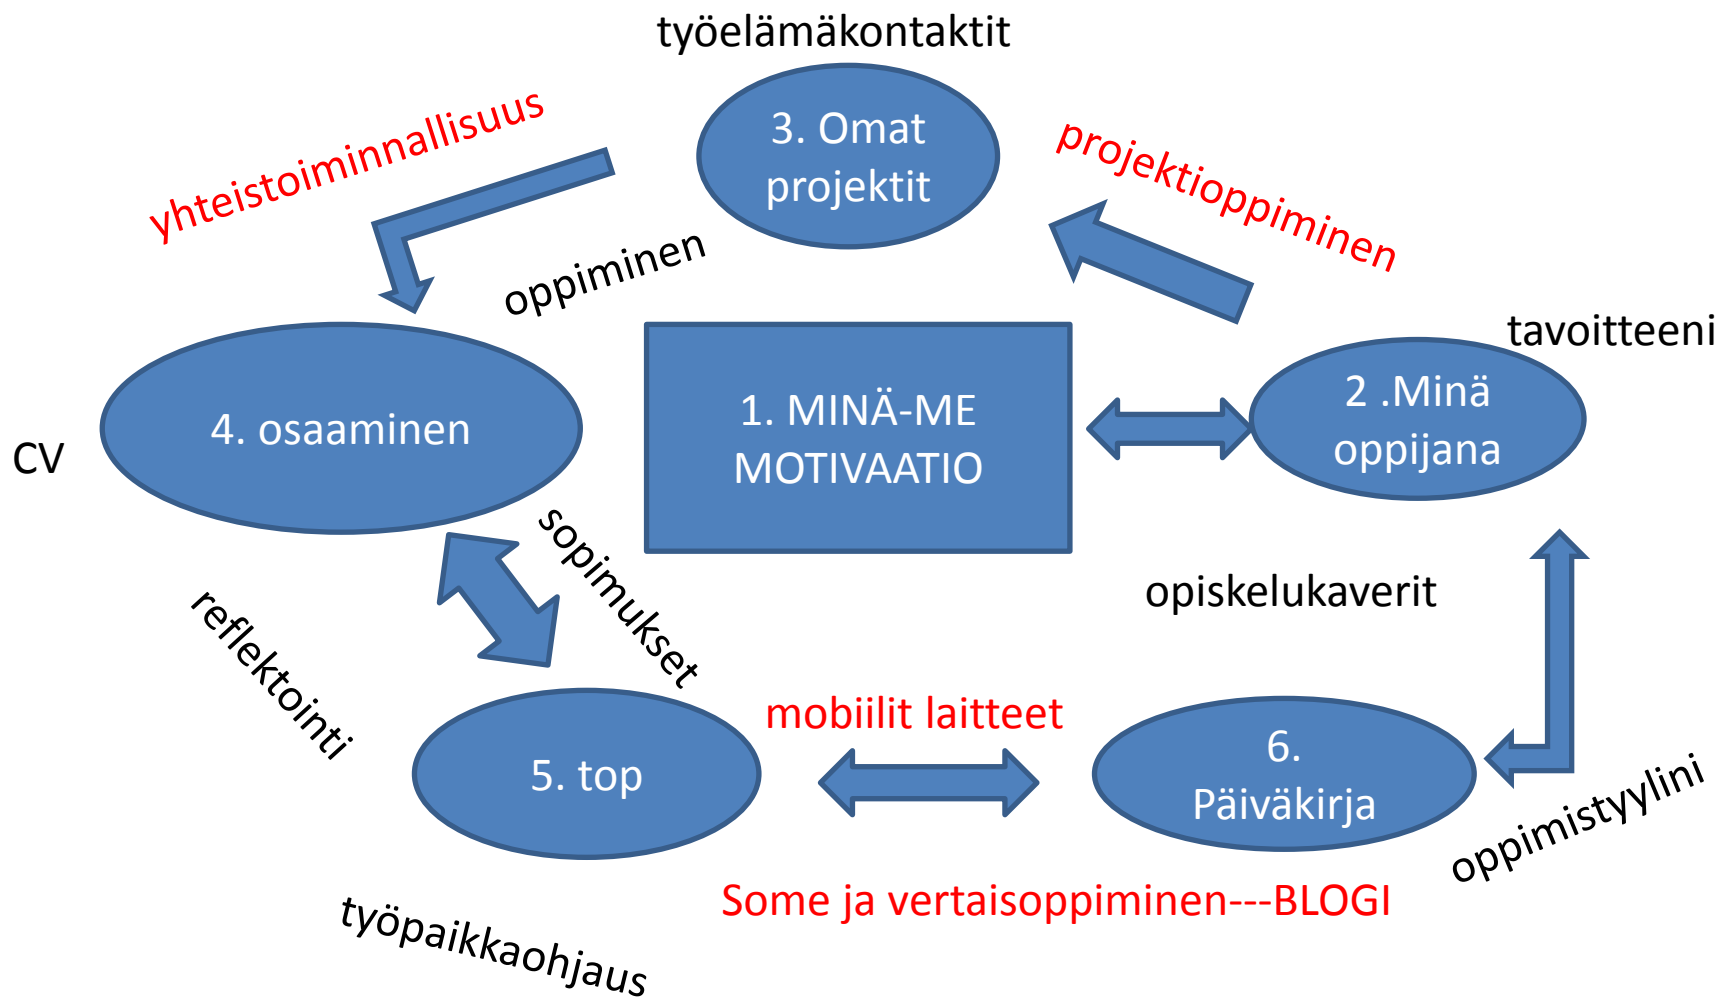 työelämäkontaktit
yhteistoiminnallisuus
3. Omat
projektit
projektioppiminen
oppiminen
tavoitteeni
4. osaaminen
CV
1. MINÄ-ME
MOTIVAATIO
2 .Minä
oppijana
sopimukset
opiskelukaverit
reflektointi
mobiilit laitteet
5. top
6.
Päiväkirja
oppimistyylini
Some ja vertaisoppiminen---BLOGI
työpaikkaohjaus